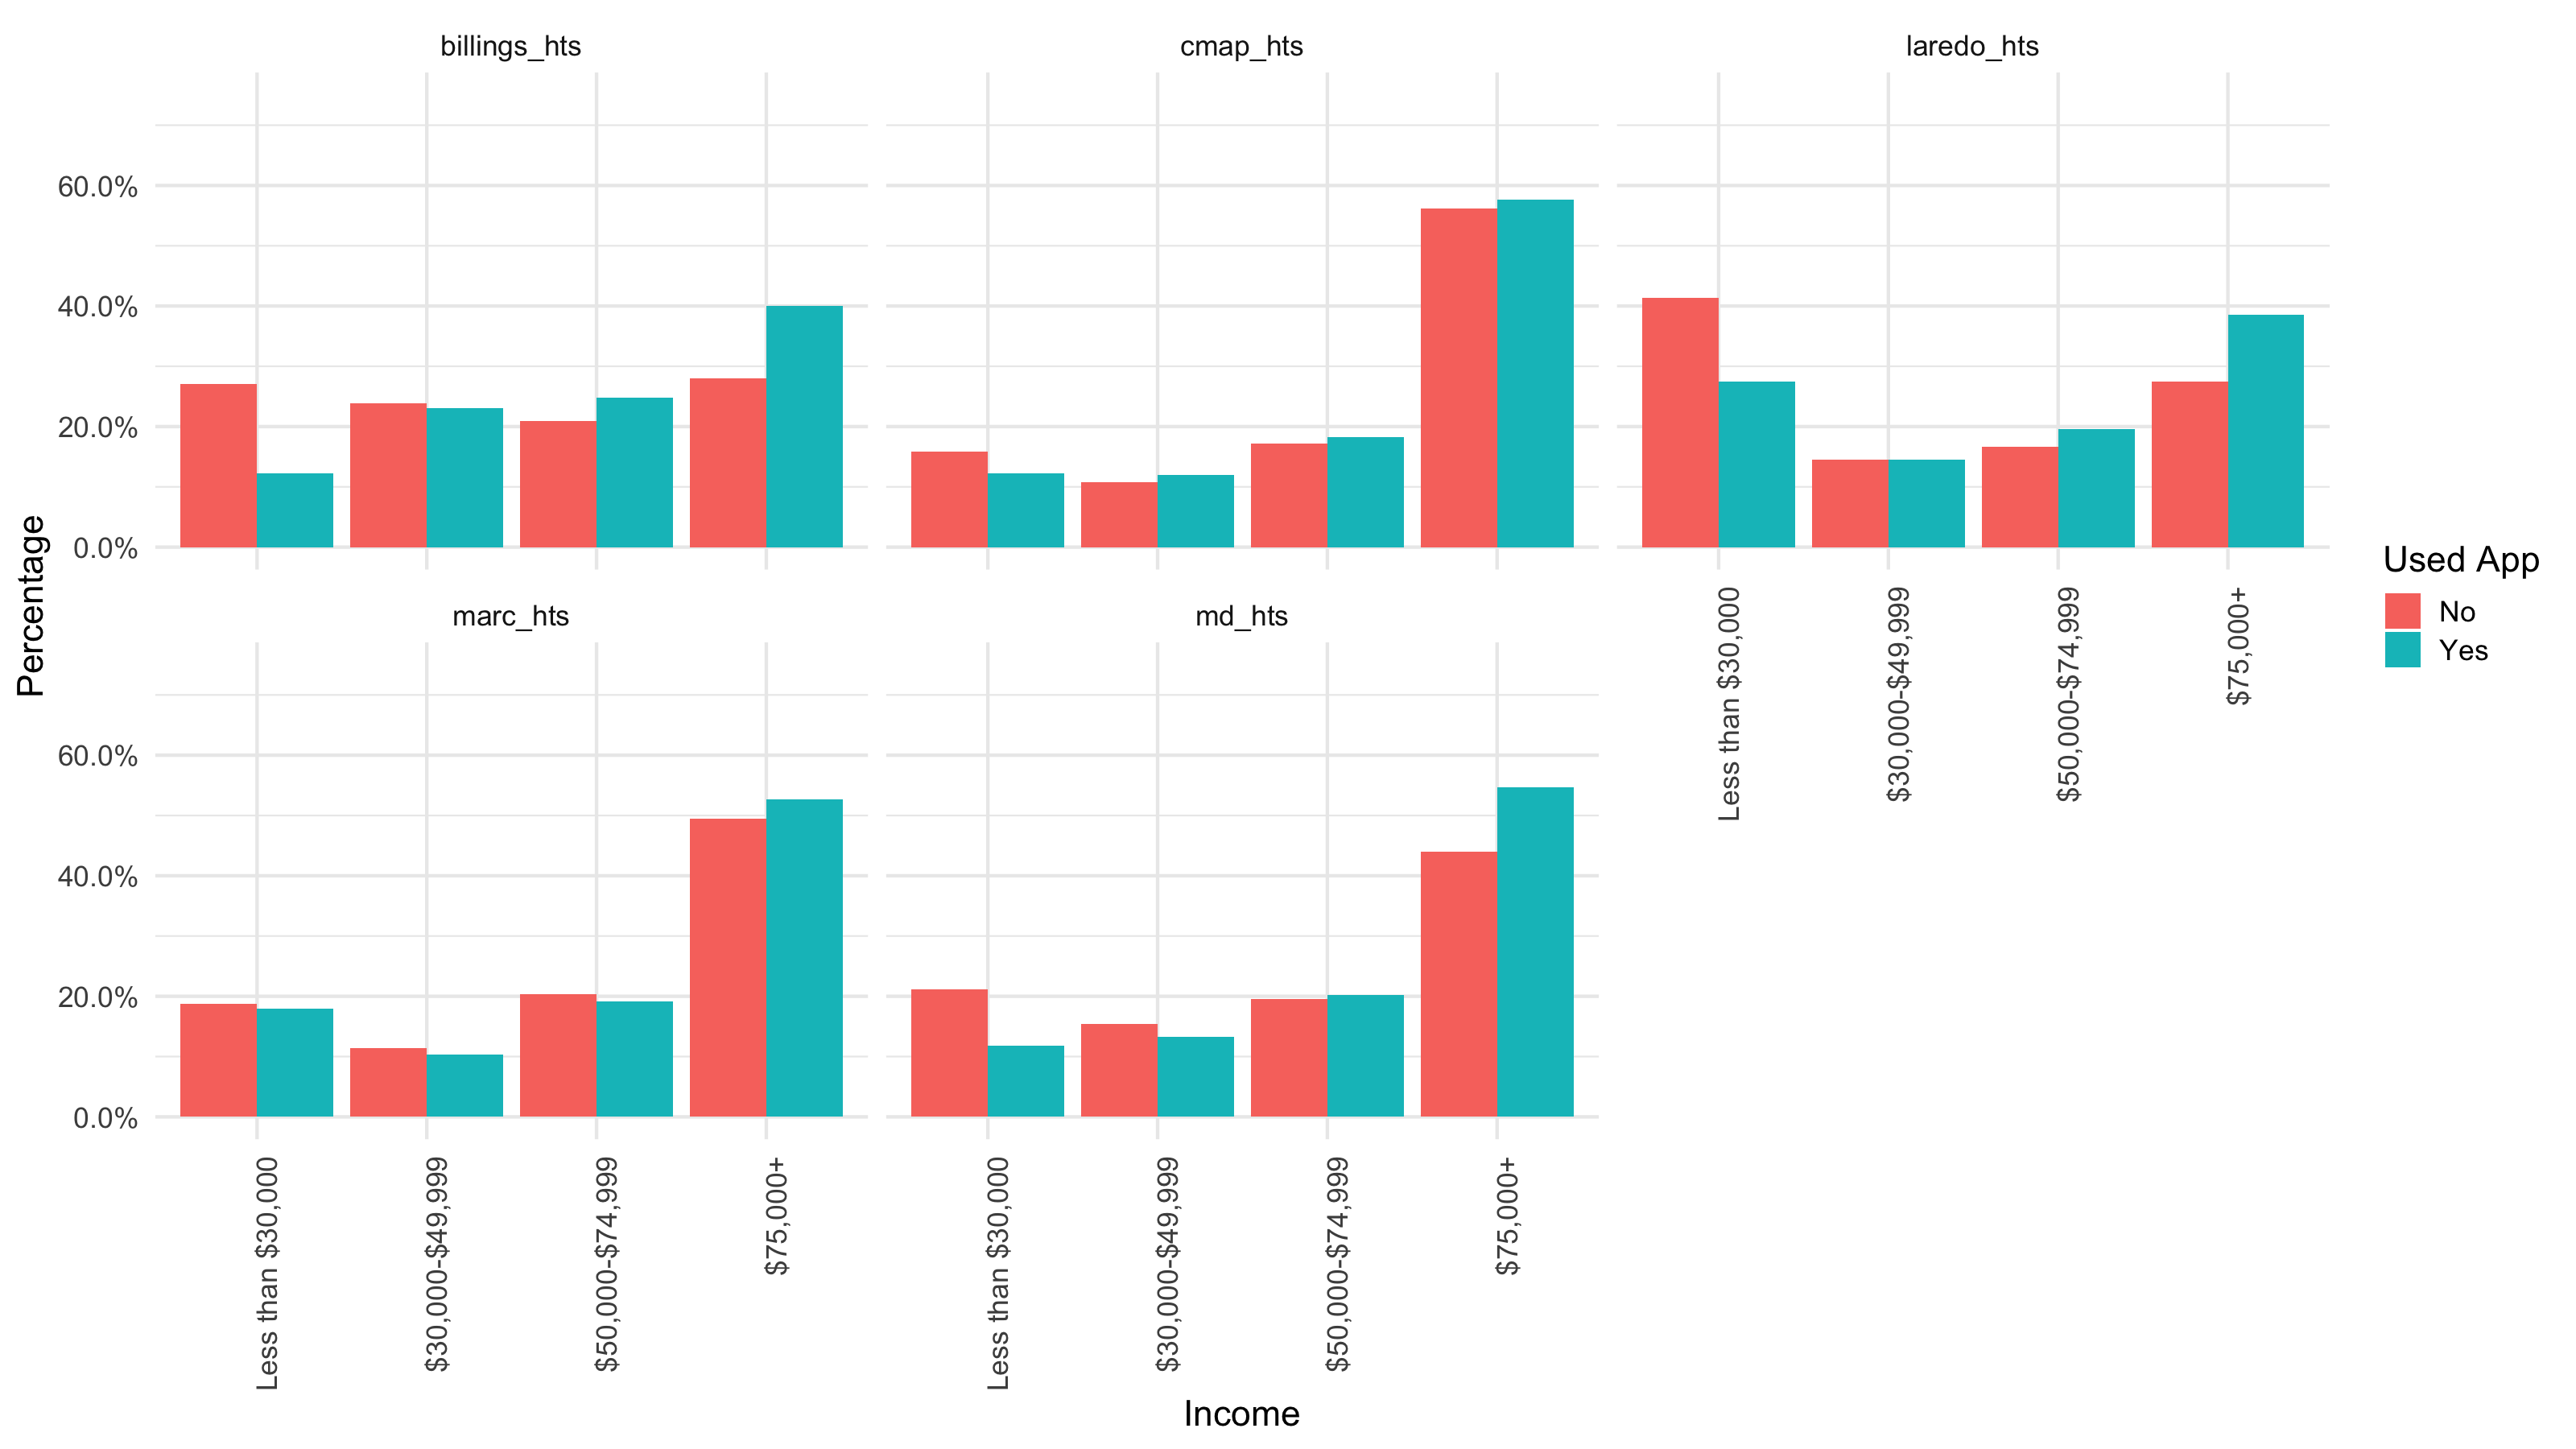 billings_hts
cmap_hts
laredo_hts
60.0%
40.0%
20.0%
0.0%
Less than $30,000
$30,000-$49,999
$50,000-$74,999
$75,000+
marc_hts
md_hts
60.0%
40.0%
20.0%
0.0%
Less than $30,000
$30,000-$49,999
$50,000-$74,999
$75,000+
Less than $30,000
$30,000-$49,999
$50,000-$74,999
$75,000+
Percentage
Income
Used App
No
Yes